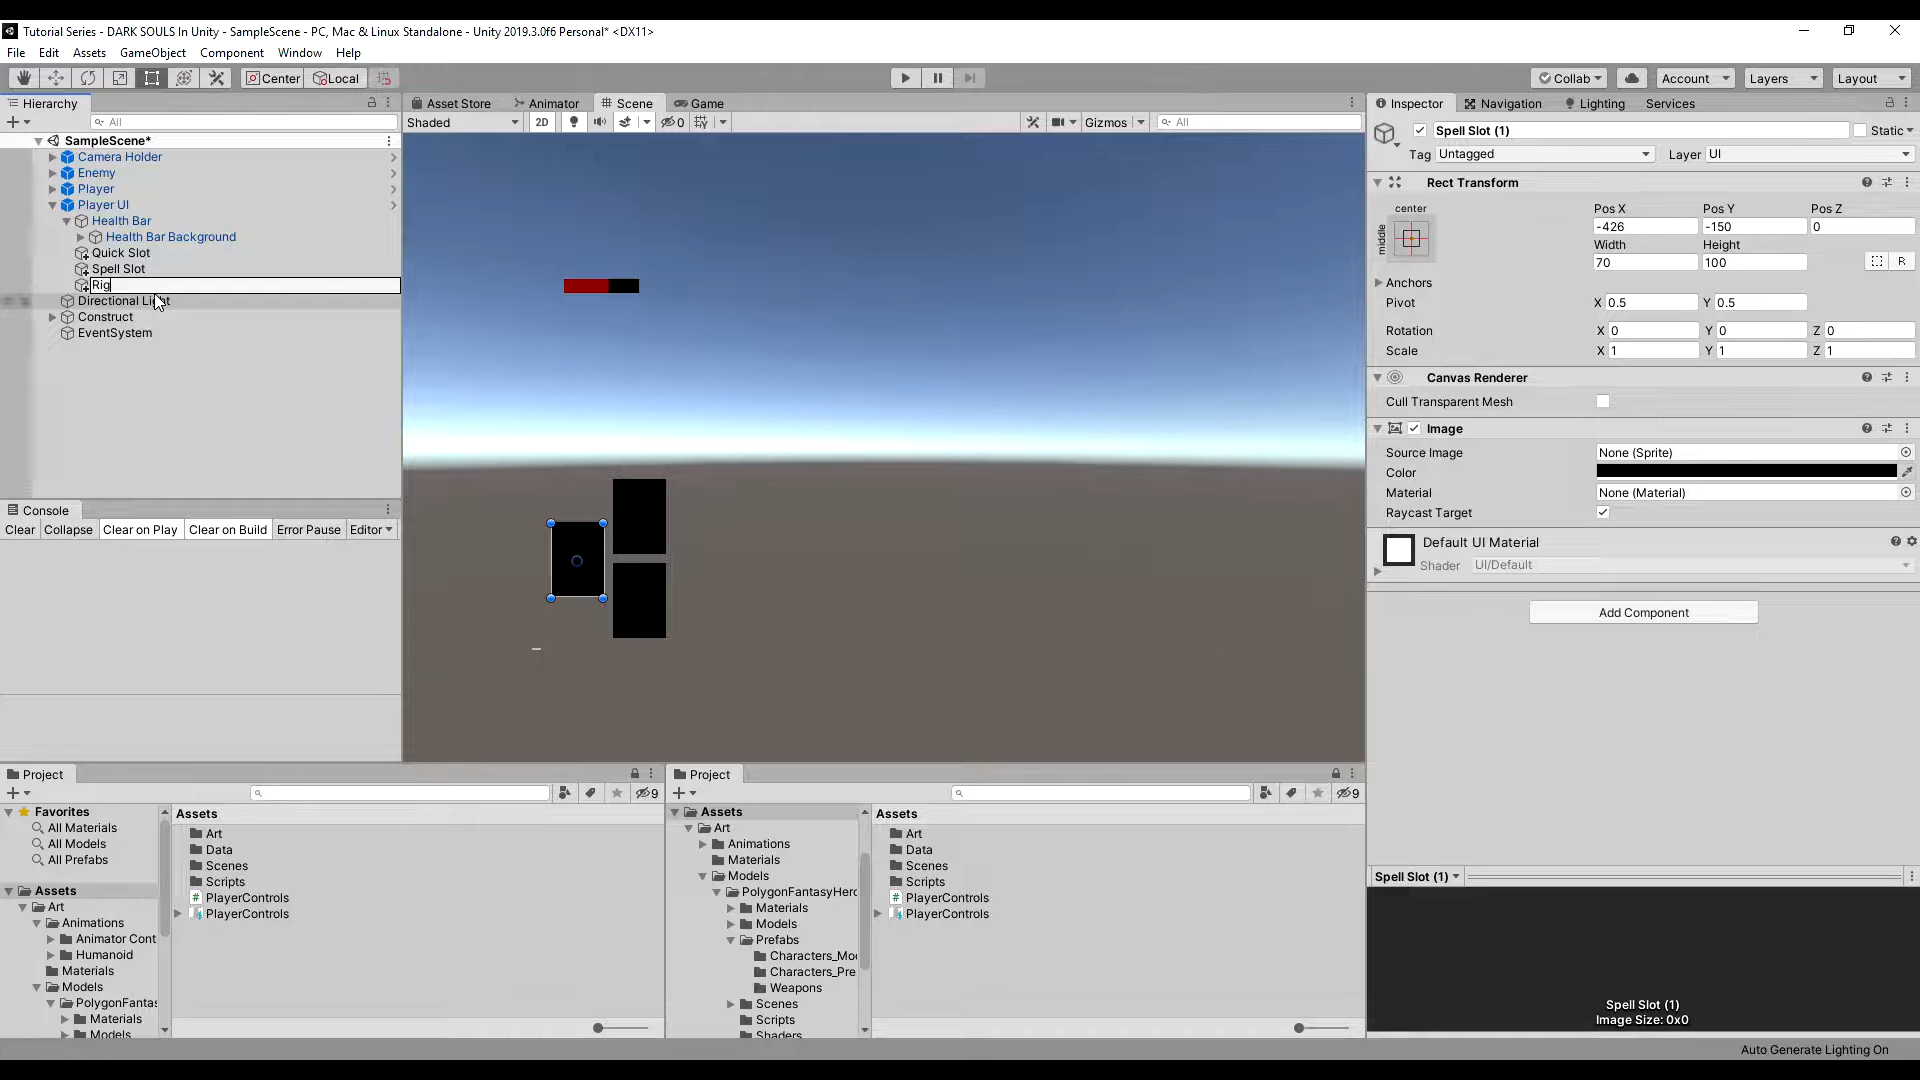 Tutorial Series - DARK SOULS In Unity - SampleScene - PC, Mac & Linux Standalone - Unity 2019.3.0f6 Personal* <DX11>
File Edit Assets GameObject Component Window Help
Center Local Collab Account Layers Layout
Hierarchy
All
SampleScene*
Camera Holder
Enemy
Player
Player UI
Health Bar
Health Bar Background
Quick Slot
Spell Slot
Rig
Directional Light
Construct
EventSystem
Asset Store Animator Scene Game
Shaded 2D 0 Gizmos All
Inspector Navigation Lighting Services
Spell Slot (1) Static
Tag Untagged Layer UI
Rect Transform
center
middle
Pos X Pos Y Pos Z
-426 -150 0
Width Height
70 100
R
Anchors
Pivot X 0.5 Y 0.5
Rotation X 0 Y 0 Z 0
Scale X 1 Y 1 Z 1
Canvas Renderer
Cull Transparent Mesh
Image
Source Image None (Sprite)
Color
Material None (Material)
Raycast Target
Default UI Material
Shader UI/Default
Add Component
Spell Slot (1)
Spell Slot (1)
Image Size: 0x0
Console
Clear Collapse Clear on Play Clear on Build Error Pause Editor
Project
9
Favorites
All Materials
All Models
All Prefabs
Assets
Art
Animations
Animator Cont
Humanoid
Materials
Models
PolygonFantas
Materials
Models
Assets
Art
Data
Scenes
Scripts
PlayerControls
PlayerControls
Project
9
Assets
Art
Animations
Materials
Models
PolygonFantasyHero
Materials
Models
Prefabs
Characters_Mo
Characters_Pre
Weapons
Scenes
Scripts
Shaders
Assets
Art
Data
Scenes
Scripts
PlayerControls
PlayerControls
Auto Generate Lighting On